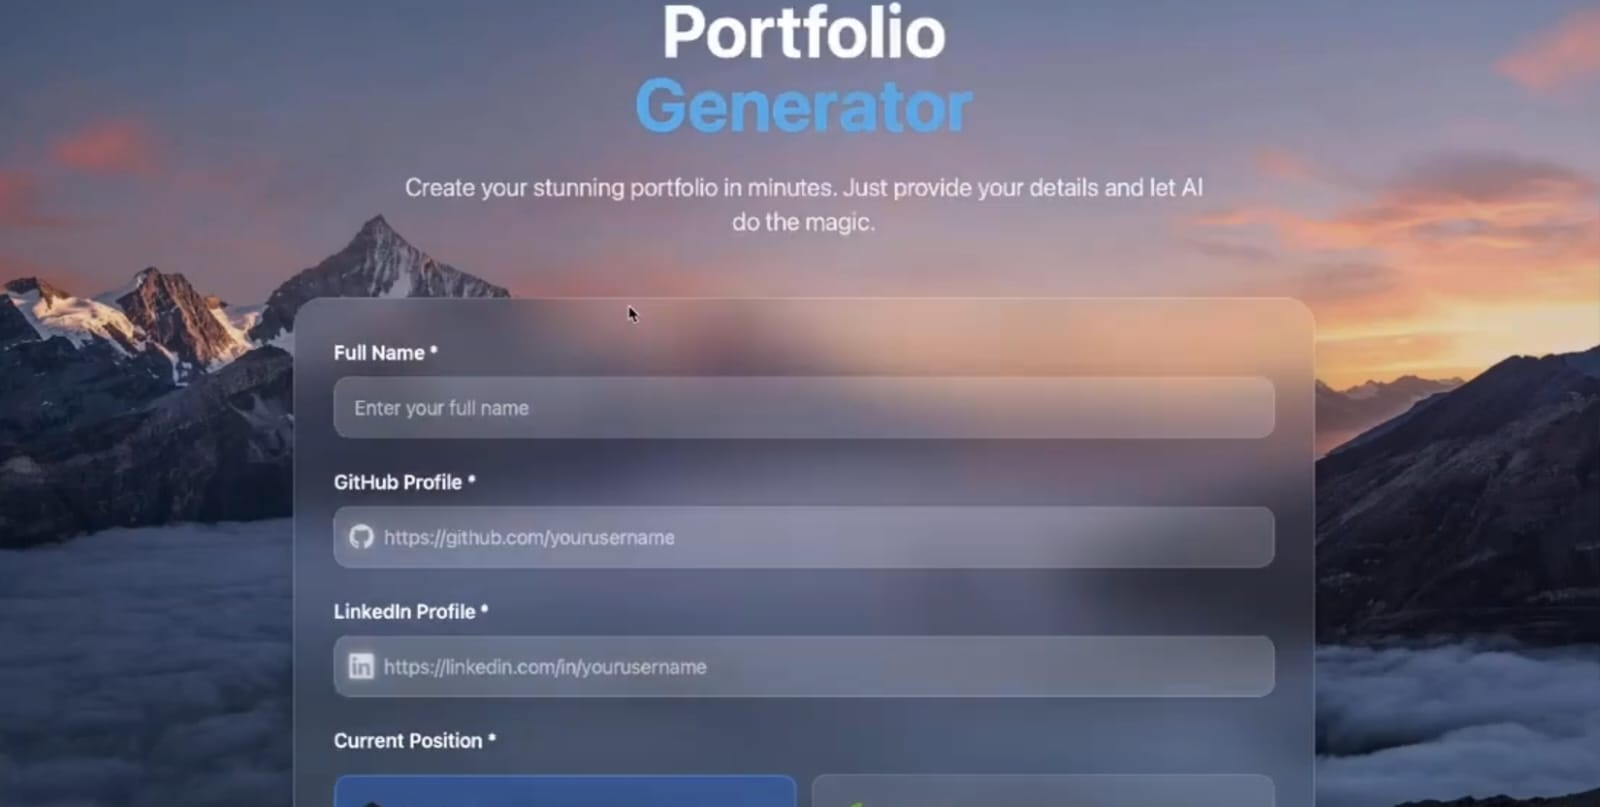 Portfolio
Generator
Create your stunning portfolio in minutes. Just provide your details and let AI
do the magic.
Full Name *
Enter your full name
GitHub Profile *
https://github.com/yourusername
LinkedIn Profile *
in
https://linkedin.com/in/yourusername
Current Position *